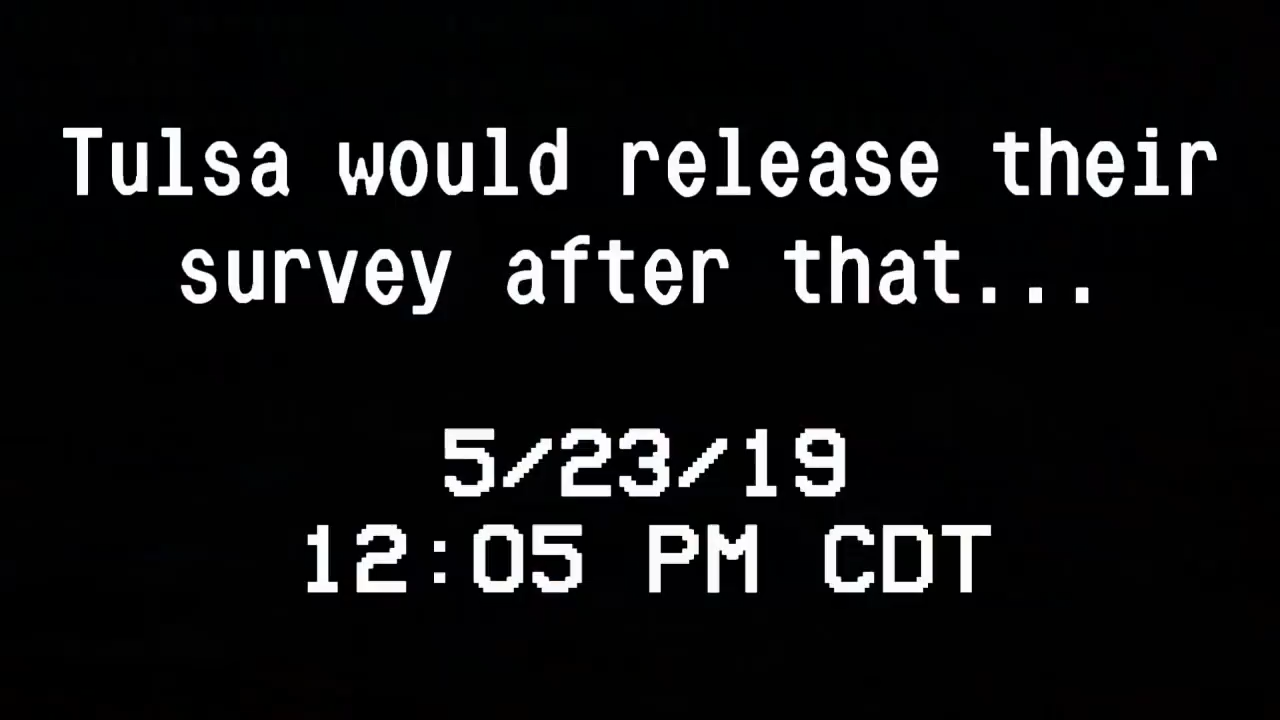 Tulsa would release their
survey after that...
5/23/19
12:05 PM CDT